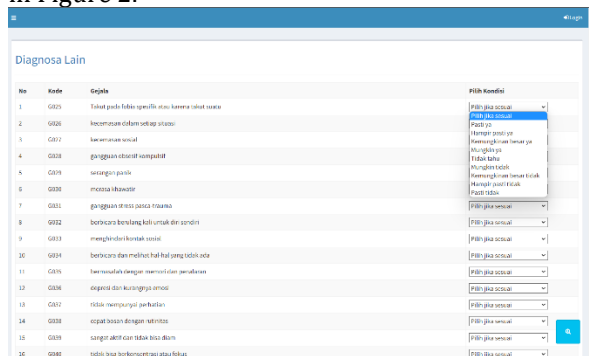 in Figure 2.
Login
Diagnosa Lain
No Kode Gejala Pilih Kondisi
1 G025 Takut pada fobia spesifik atau karena takut suatu Pilih jika sesuai
Pilih jika sesuai
Pasti ya
Hampir pasti ya
Kemungkinan besar ya
Mungkin ya
Tidak tahu
Mungkin tidak
Kemungkinan besar tidak
Hampir pasti tidak
Pasti tidak
2 G026 kecemasan dalam setiap situasi
3 G027 kecemasan sosial
4 G028 gangguan obsesif kompulsif
5 G029 serangan panik
6 G030 merasa khawatir
7 G031 gangguan stress pasca-trauma Pilih jika sesuai
8 G032 berbicara berulang kali untuk diri sendiri Pilih jika sesuai
9 G033 menghindari kontak sosial Pilih jika sesuai
10 G034 berbicara dan melihat hal-hal yang tidak ada Pilih jika sesuai
11 G035 bermasalah dengan memori dan penalaran Pilih jika sesuai
12 G036 depresi dan kurangnya emosi Pilih jika sesuai
13 G037 tidak mempunyai perhatian Pilih jika sesuai
14 G038 cepat bosan dengan rutinitas Pilih jika sesuai
15 G039 sangat aktif dan tidak bisa diam Pilih jika sesuai
16 G040 tidak bisa berkonsentrasi atau fokus Pilih jika sesuai